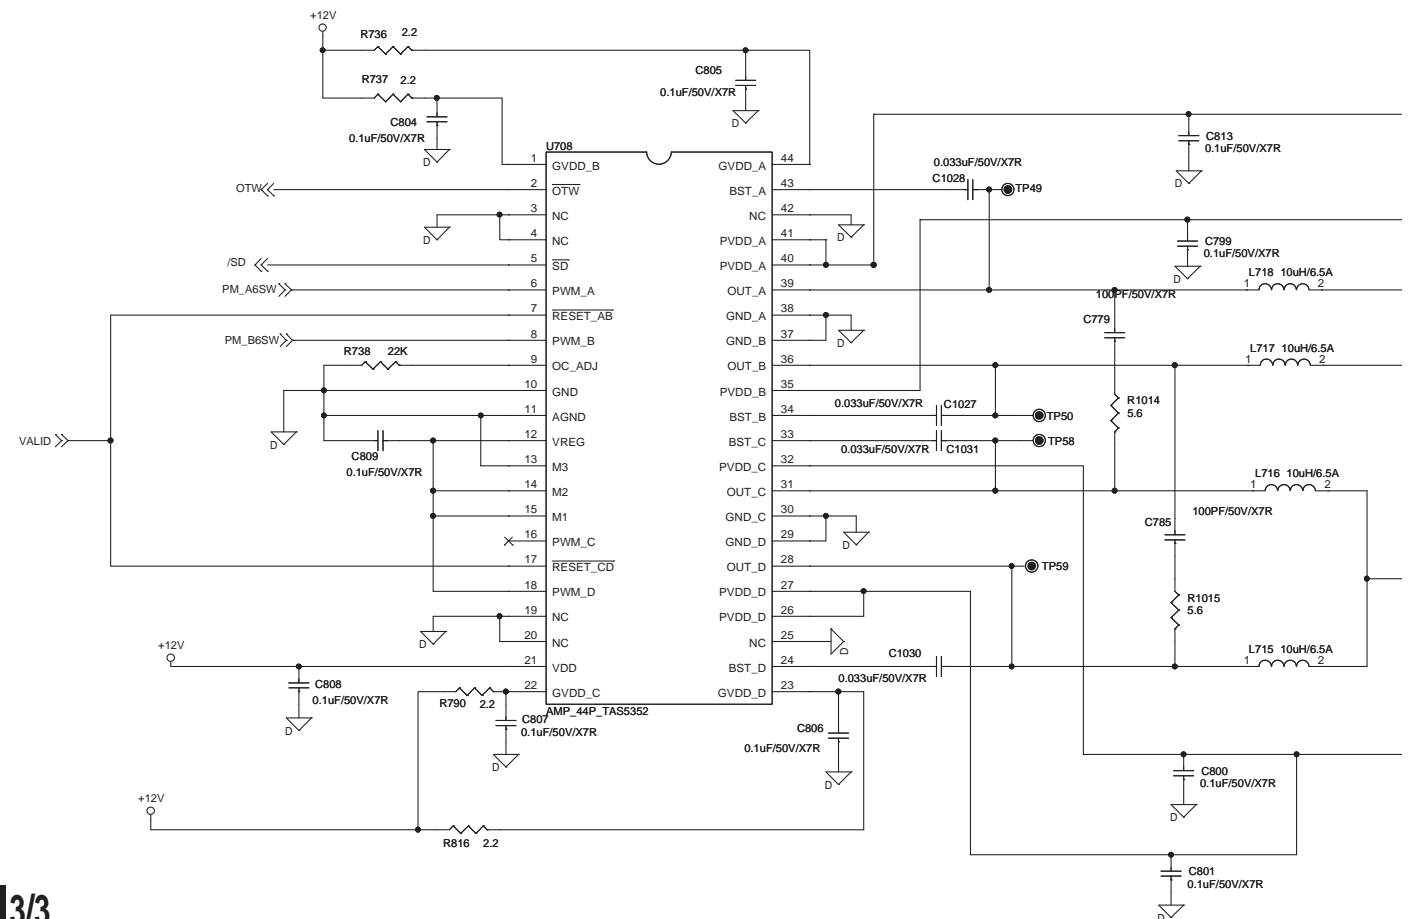 +12V
R736 2.2
R737 2.2
C804
0.1uF/50V/X7R
D
C805
0.1uF/50V/X7R
D
C813
0.1uF/50V/X7R
D
C799
0.1uF/50V/X7R
D
U708
1 GVDD_B
2 OTW
3 NC
4 NC
5 SD
6 PWM_A
7 RESET_AB
8 PWM_B
9 OC_ADJ
10 GND
11 AGND
12 VREG
13 M3
14 M2
15 M1
16 PWM_C
17 RESET_CD
18 PWM_D
19 NC
20 NC
21 VDD
22 GVDD_C
GVDD_A 44
BST_A 43
NC 42
PVDD_A 41
PVDD_A 40
OUT_A 39
GND_A 38
GND_B 37
OUT_B 36
PVDD_B 35
BST_B 34
BST_C 33
PVDD_C 32
OUT_C 31
GND_C 30
GND_D 29
OUT_D 28
PVDD_D 27
PVDD_D 26
NC 25
BST_D 24
GVDD_D 23
AMP_44P_TAS5352
OTW
D
/SD
PM_A6SW
PM_B6SW
R738 22K
D
VALID
C809
0.1uF/50V/X7R
D
+12V
C808
0.1uF/50V/X7R
D
R790 2.2
C807
0.1uF/50V/X7R
D
+12V
R816 2.2
0.033uF/50V/X7R
C1028
TP49
D
D
0.033uF/50V/X7R C1027
TP50
0.033uF/50V/X7R C1031
TP58
D
TP59
D
C1030
0.033uF/50V/X7R
C806
0.1uF/50V/X7R
D
L718 10uH/6.5A
1 2
100PF/50V/X7R
C779
L717 10uH/6.5A
1 2
R1014
5.6
L716 10uH/6.5A
1 2
100PF/50V/X7R
C785
R1015
5.6
L715 10uH/6.5A
1 2
C800
0.1uF/50V/X7R
D
C801
0.1uF/50V/X7R
D
3/3